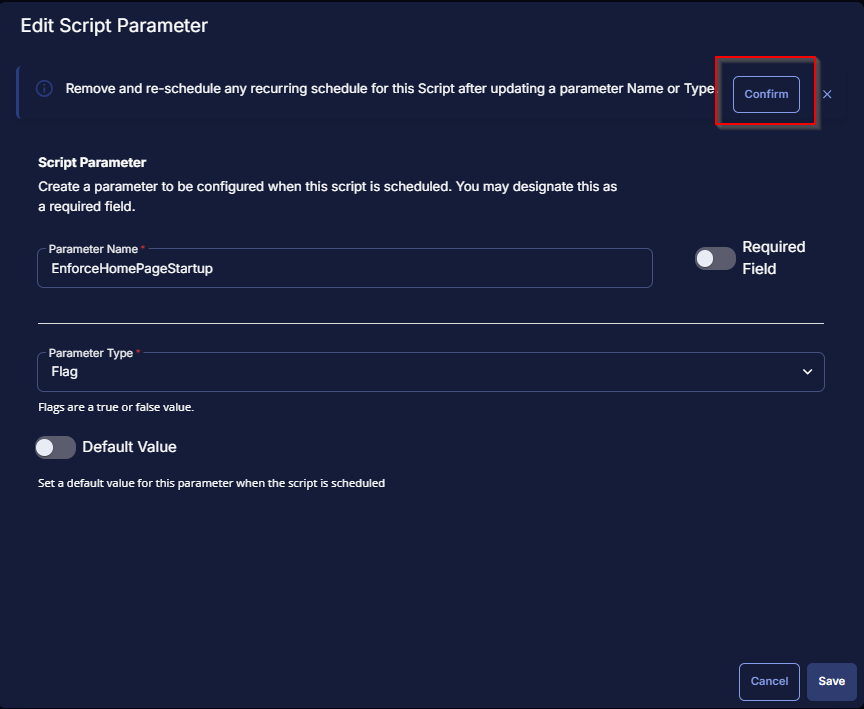 Edit Script Parameter
Remove and re-schedule any recurring schedule for this Script after updating a parameter Name or Type.
Confirm
Script Parameter
Create a parameter to be configured when this script is scheduled. You may designate this as
a required field.
Parameter Name *
EnforceHomePageStartup
Required
Field
Parameter Type *
Flag
Flags are a true or false value.
Default Value
Set a default value for this parameter when the script is scheduled
Cancel
Save